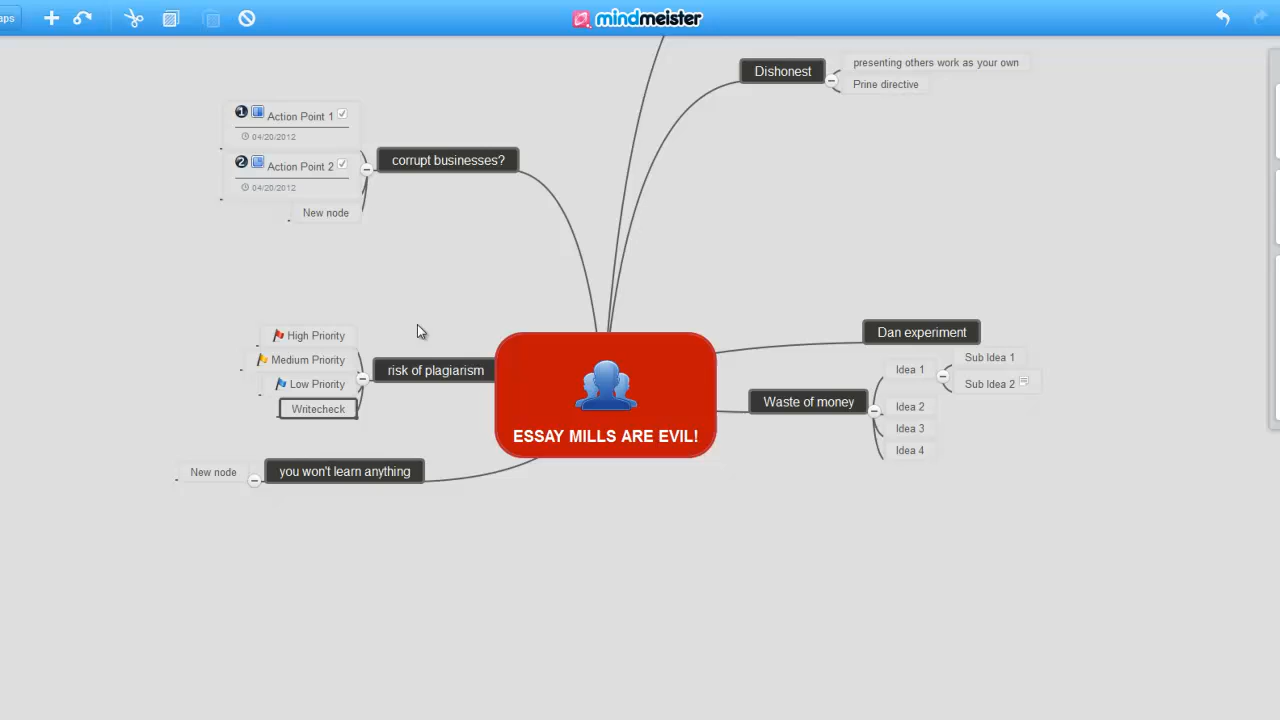 aps
mindmeister
Dishonest
presenting others work as your own
Prine directive
1 Action Point 1
04/20/2012
2 Action Point 2
04/20/2012
New node
corrupt businesses?
High Priority
Medium Priority
Low Priority
Writecheck
risk of plagiarism
New node
you won't learn anything
ESSAY MILLS ARE EVIL!
Dan experiment
Waste of money
Idea 1
Sub Idea 1
Sub Idea 2
Idea 2
Idea 3
Idea 4